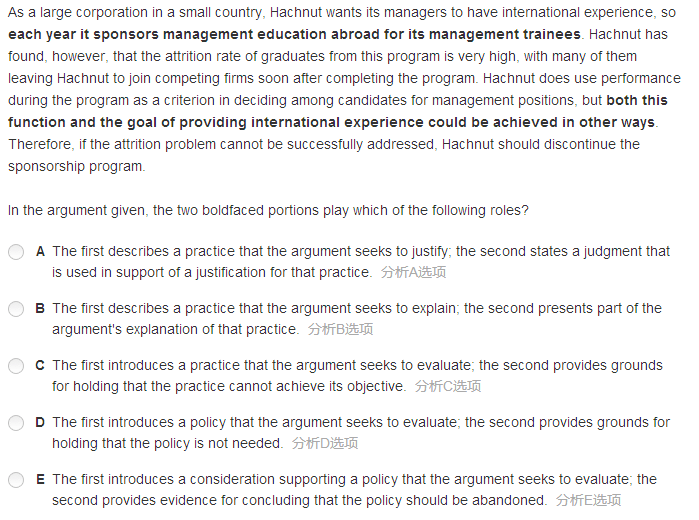 As a large corporation in a small country, Hachnut wants its managers to have international experience, so
each year it sponsors management education abroad for its management trainees. Hachnut has
found, however, that the attrition rate of graduates from this program is very high, with many of them
leaving Hachnut to join competing firms soon after completing the program. Hachnut does use performance
during the program as a criterion in deciding among candidates for management positions, but both this
function and the goal of providing international experience could be achieved in other ways.
Therefore, if the attrition problem cannot be successfully addressed, Hachnut should discontinue the
sponsorship program.
In the argument given, the two boldfaced portions play which of the following roles?
A The first describes a practice that the argument seeks to justify; the second states a judgment that
is used in support of a justification for that practice. 分析A选项
B The first describes a practice that the argument seeks to explain; the second presents part of the
argument's explanation of that practice. 分析B选项
C The first introduces a practice that the argument seeks to evaluate; the second provides grounds
for holding that the practice cannot achieve its objective. 分析C选项
D The first introduces a policy that the argument seeks to evaluate; the second provides grounds for
holding that the policy is not needed. 分析D选项
E The first introduces a consideration supporting a policy that the argument seeks to evaluate; the
second provides evidence for concluding that the policy should be abandoned. 分析E选项